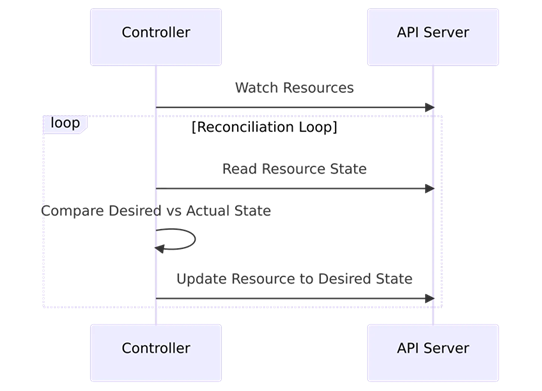 Controller
API Server
Watch Resources
loop
[Reconciliation Loop]
Read Resource State
Compare Desired vs Actual State
Update Resource to Desired State
Controller
API Server